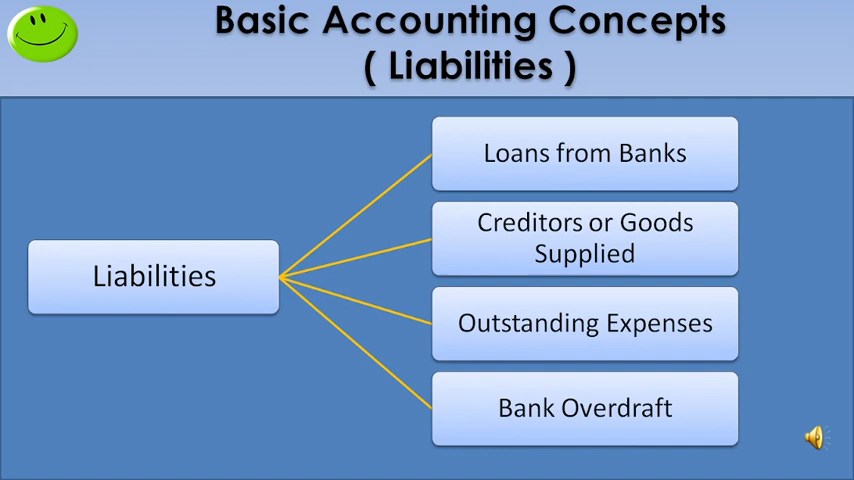 Basic Accounting Concepts
( Liabilities )
Liabilities
Loans from Banks
Creditors or Goods
Supplied
Outstanding Expenses
Bank Overdraft